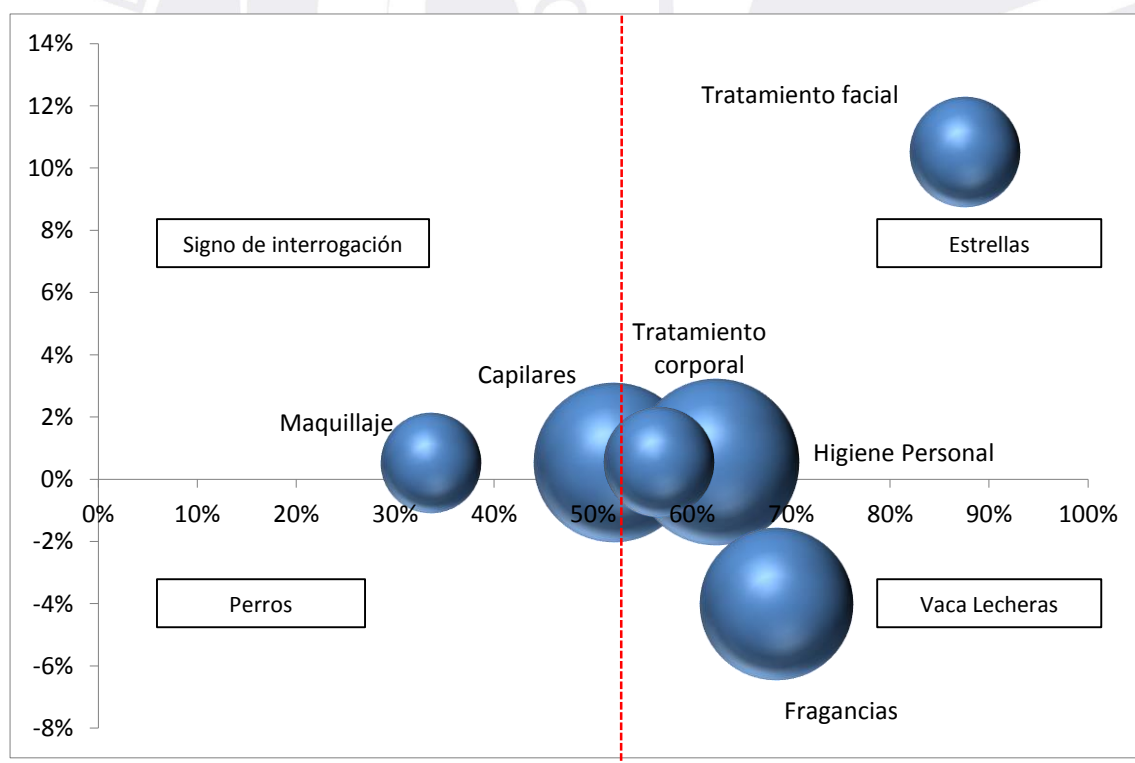 14%
12%
10%
8%
6%
4%
2%
0%
-2%
-4%
-6%
-8%
0%
10%
20%
30%
40%
50%
60%
70%
80%
90%
100%
Tratamiento facial
Signo de interrogación
Estrellas
Tratamiento
corporal
Capilares
Maquillaje
Higiene Personal
Perros
Vaca Lecheras
Fragancias